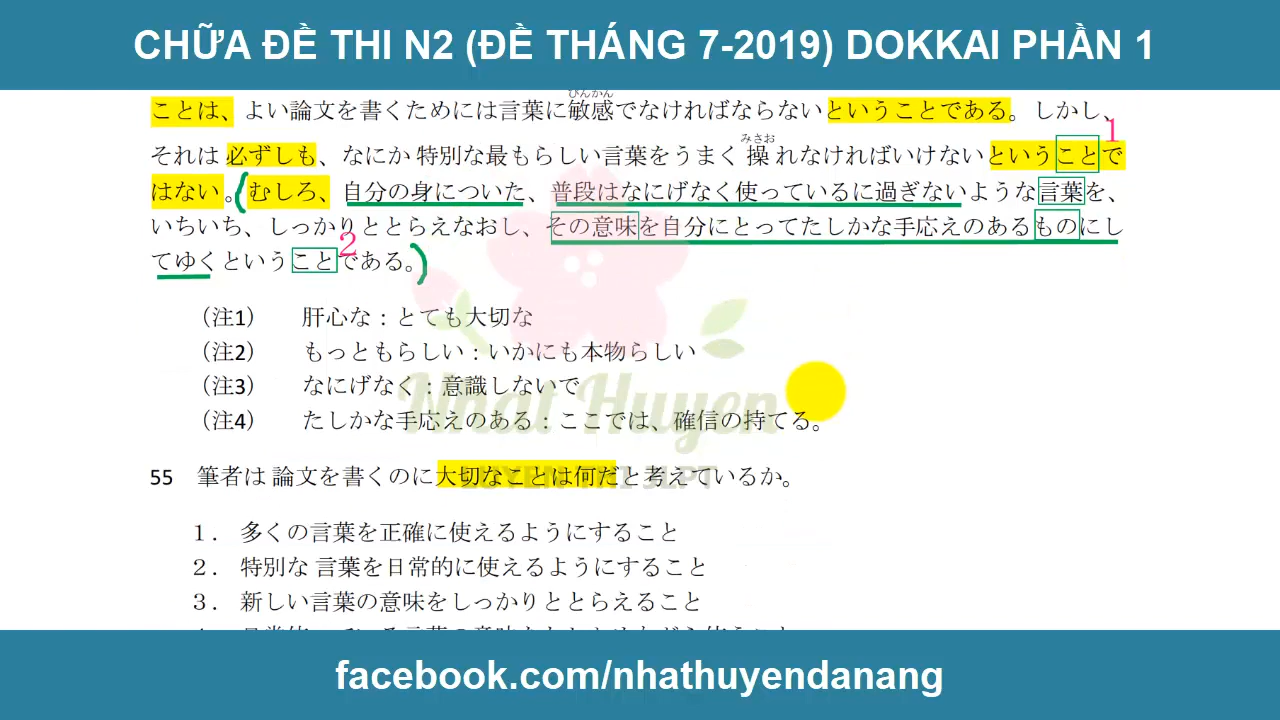 CHỮA ĐỀ THI N2 (ĐỀ THÁNG 7-2019) DOKKAI PHẦN 1
びんかん
ことは、よい論文を書くためには言葉に敏感でなければならないということである。しかし、
1
みさお
それは必ずしも、なにか特別な最もらしい言葉をうまく操れなければいけないということで
はない。(むしろ、自分の身についた、普段はなにげなく使っているに過ぎないような言葉を、
いちいち、しっかりととらえなおし、その意味を自分にとってたしかな手応えのあるものにし
2
てゆくということである。)
（注1） 肝心な：とても大切な
（注2） もっともらしい：いかにも本物らしい
（注3） なにげなく：意識しないで
（注4） たしかな手応えのある：ここでは、確信の持てる。
Nhat Huyen
LUYEN THI JLPT
55 筆者は論文を書くのに大切なことは何だと考えているか。
１．多くの言葉を正確に使えるようにすること
２．特別な言葉を日常的に使えるようにすること
３．新しい言葉の意味をしっかりととらえること
facebook.com/nhathuyendanang